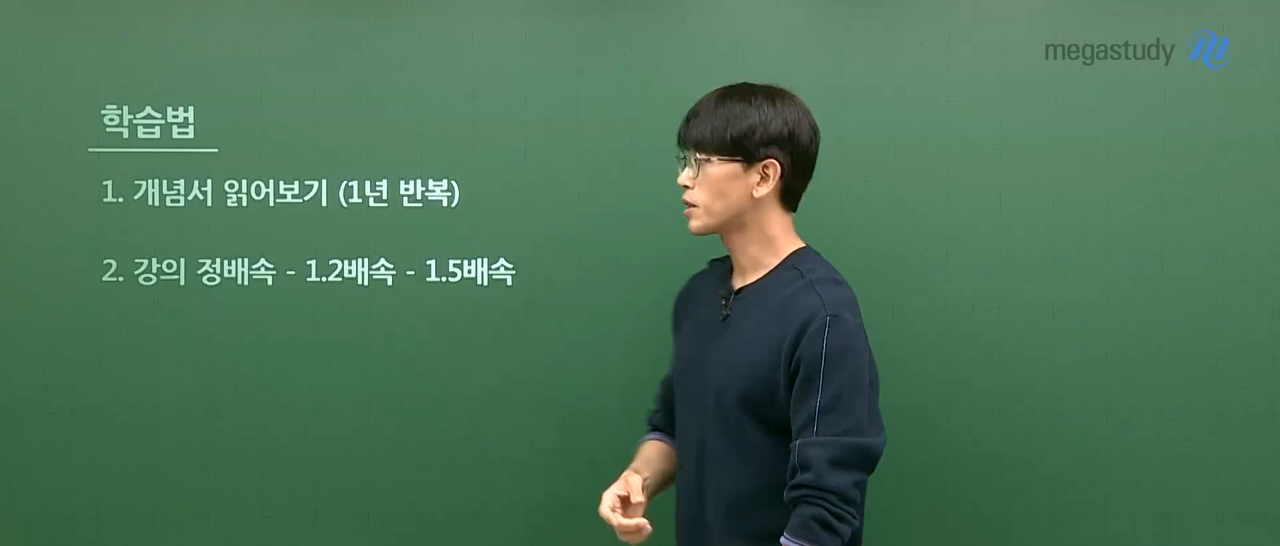 megastudy
학습법
1. 개념서 읽어보기 (1년 반복)
2. 강의 정배속 - 1.2배속 - 1.5배속